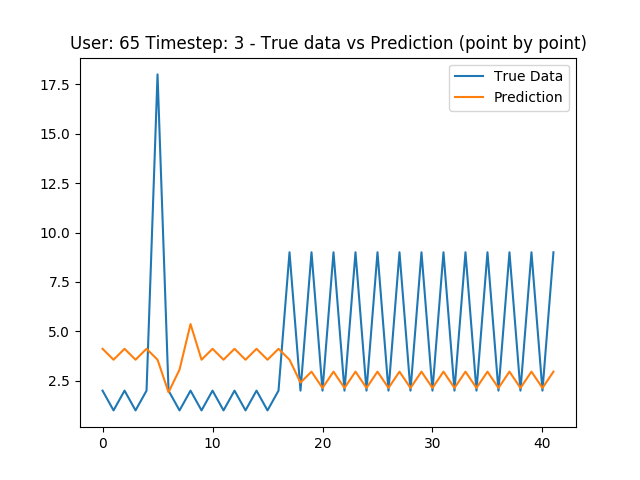 User: 65 Timestep: 3 - True data vs Prediction (point by point)
True Data
Prediction
17.5
15.0
12.5
10.0
7.5
5.0
2.5
0 10 20 30 40